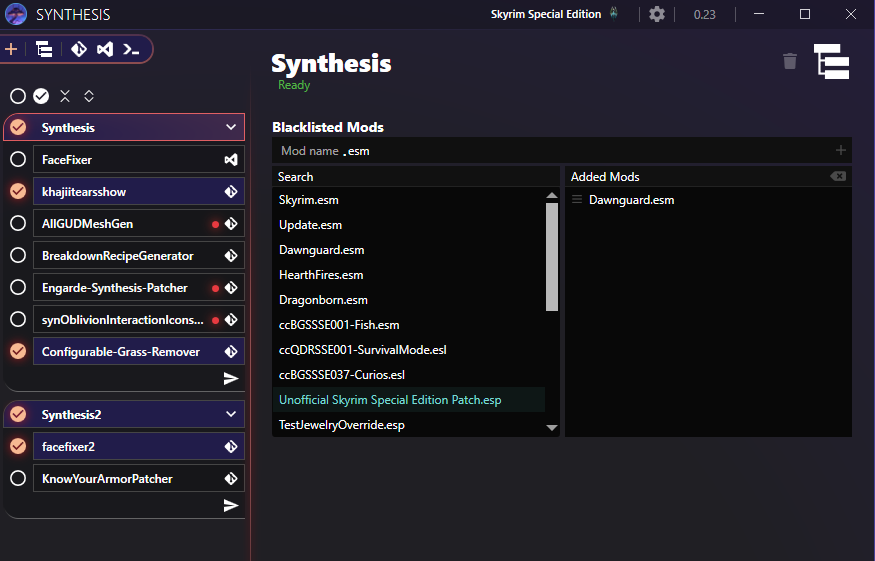 SYNTHESIS
Skyrim Special Edition
0.23
Synthesis
FaceFixer
khajiitearsshow
AllGUDMeshGen
BreakdownRecipeGenerator
Engarde-Synthesis-Patcher
synOblivionInteractionIcons...
Configurable-Grass-Remover
Synthesis2
facefixer2
KnowYourArmorPatcher
Synthesis
Ready
Blacklisted Mods
Mod name .esm
Search
Skyrim.esm
Update.esm
Dawnguard.esm
HearthFires.esm
Dragonborn.esm
ccBGSSSE001-Fish.esm
ccQDRSSE001-SurvivalMode.esl
ccBGSSSE037-Curios.esl
Unofficial Skyrim Special Edition Patch.esp
TestJewelryOverride.esp
Added Mods
Dawnguard.esm